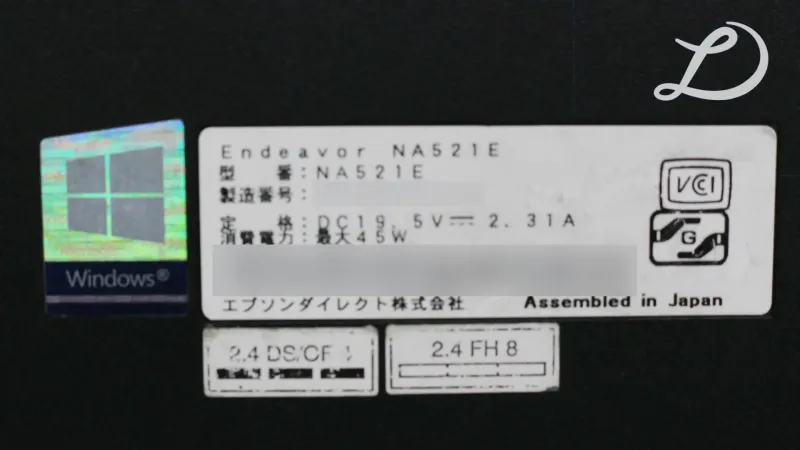 Endeavor NA521E
型　番：NA521E
製造番号：
定　格：DC19.5V 2.31A
消費電力：最大45W
エプソンダイレクト株式会社 Assembled in Japan
VCCI
G
Windows®
2.4 DS/OF 4
2.4 FH 8